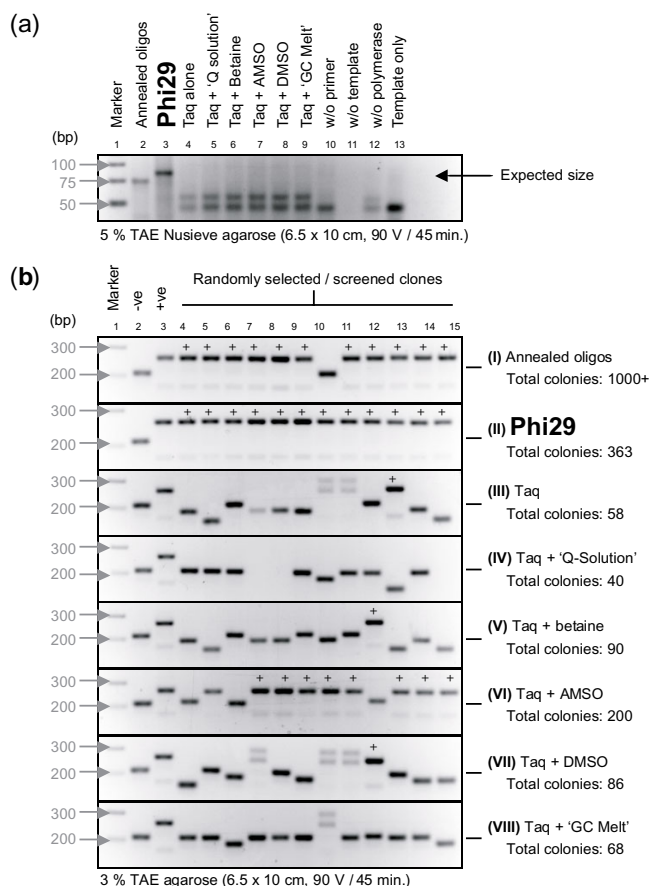 (a)
Marker
Annealed oligos
Phi29
Taq alone
Taq + 'Q solution'
Taq + Betaine
Taq + AMSO
Taq + DMSO
Taq + 'GC Melt'
w/o primer
w/o template
w/o polymerase
Template only
(bp)
1 2 3 4 5 6 7 8 9 10 11 12 13
100
75
50
Expected size
5 % TAE Nusieve agarose (6.5 x 10 cm, 90 V / 45 min.)
(b)
Marker
-ve
+ve
Randomly selected / screened clones
(bp)
1 2 3 4 5 6 7 8 9 10 11 12 13 14 15
300 + + + + + + + + + + +
200
(I) Annealed oligos
Total colonies: 1000+
300 + + + + + + + + + + + +
200
(II) Phi29
Total colonies: 363
300 +
200
(III) Taq
Total colonies: 58
300
200
(IV) Taq + 'Q-Solution'
Total colonies: 40
300 +
200
(V) Taq + betaine
Total colonies: 90
300 + + + + + + + +
200
(VI) Taq + AMSO
Total colonies: 200
300 +
200
(VII) Taq + DMSO
Total colonies: 86
300
200
(VIII) Taq + 'GC Melt'
Total colonies: 68
3 % TAE agarose (6.5 x 10 cm, 90 V / 45 min.)